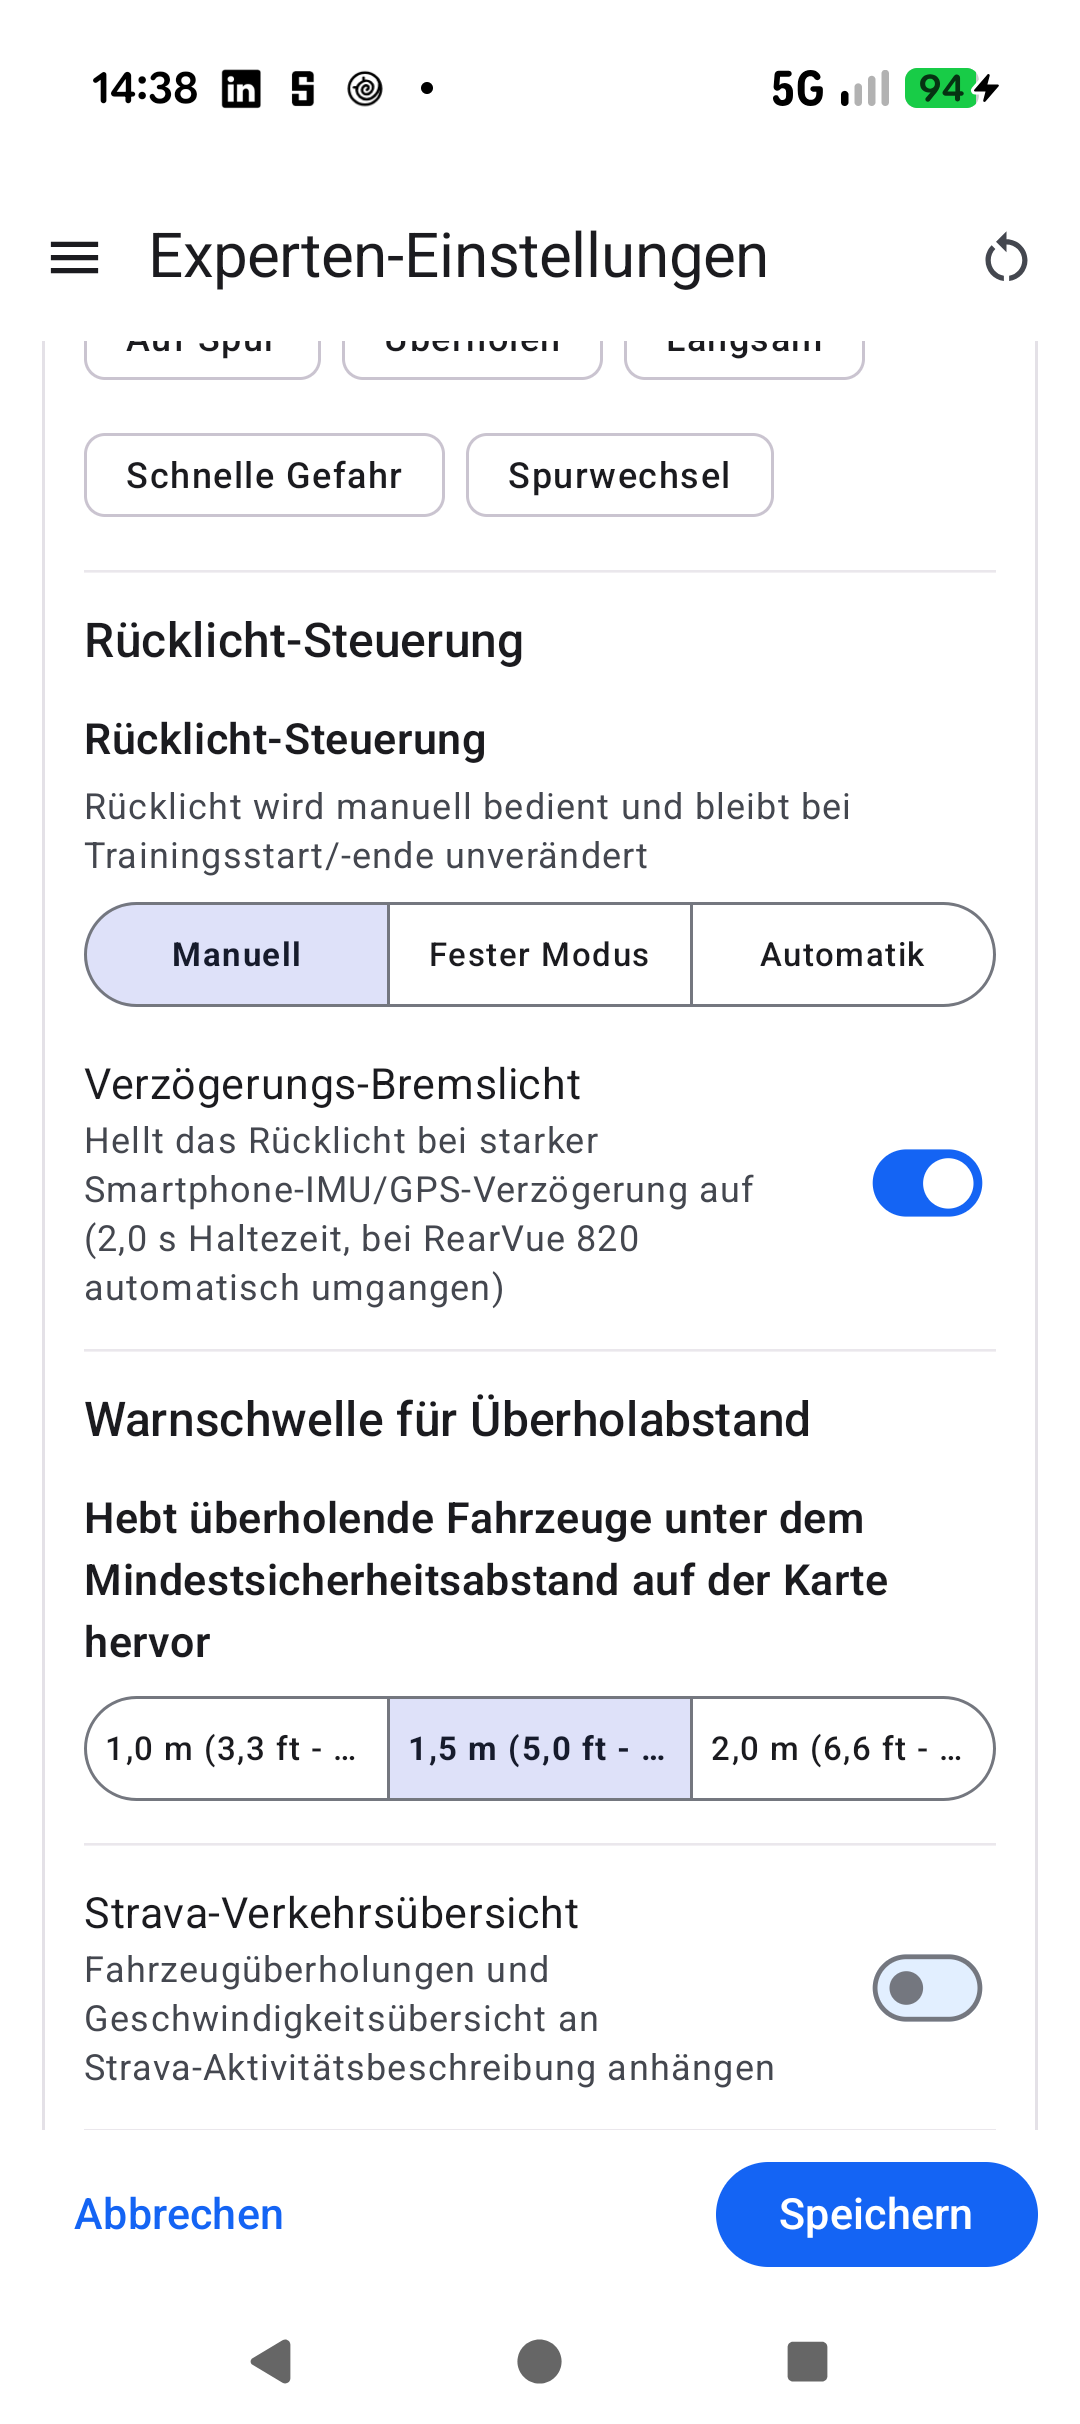 14:38
5G
94
Experten-Einstellungen
Auf Spur Überholen Langsam
Schnelle Gefahr Spurwechsel
Rücklicht-Steuerung
Rücklicht-Steuerung
Rücklicht wird manuell bedient und bleibt bei
Trainingsstart/-ende unverändert
Manuell Fester Modus Automatik
Verzögerungs-Bremslicht
Hellt das Rücklicht bei starker
Smartphone-IMU/GPS-Verzögerung auf
(2,0 s Haltezeit, bei RearVue 820
automatisch umgangen)
Warnschwelle für Überholabstand
Hebt überholende Fahrzeuge unter dem
Mindestsicherheitsabstand auf der Karte
hervor
1,0 m (3,3 ft - … 1,5 m (5,0 ft - … 2,0 m (6,6 ft - …
Strava-Verkehrsübersicht
Fahrzeugüberholungen und
Geschwindigkeitsübersicht an
Strava-Aktivitätsbeschreibung anhängen
Abbrechen Speichern